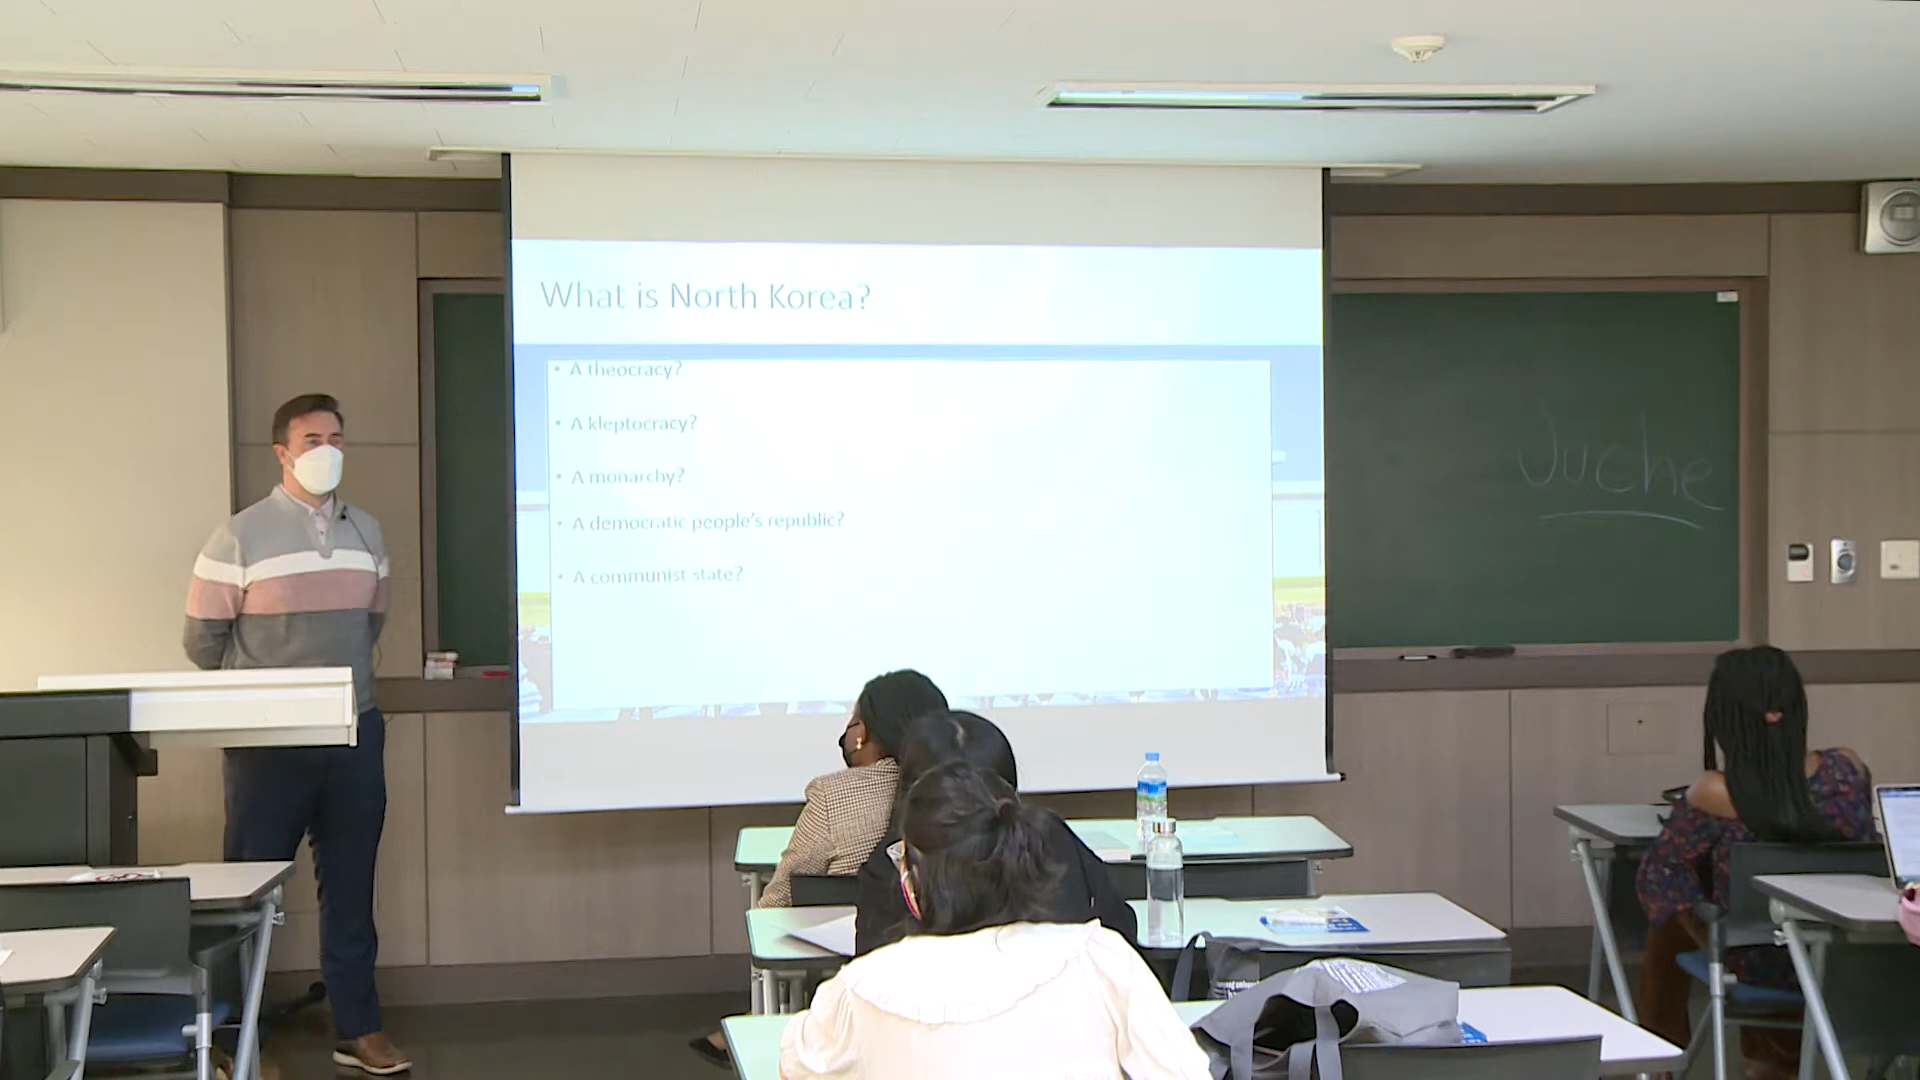 What is North Korea?
• A theocracy?
• A kleptocracy?
• A monarchy?
• A democratic people's republic?
• A communist state?
Juche